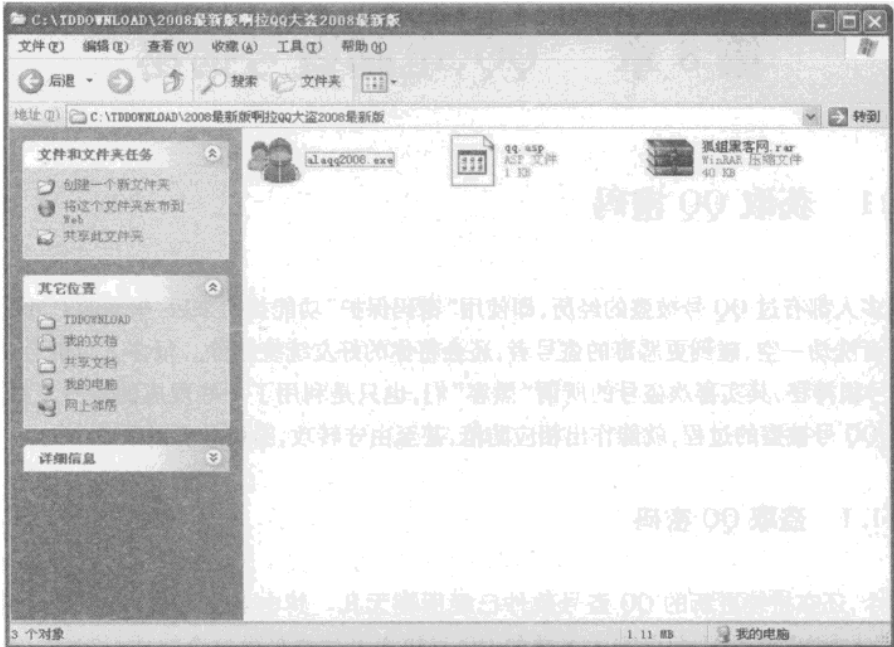 C:\TDDOWNLOAD\2008最新版啊拉QQ大盗2008最新版
文件(F) 编辑(E) 查看(V) 收藏(A) 工具(T) 帮助(H)
后退 搜索 文件夹
地址(D) C:\TDDOWNLOAD\2008最新版啊拉QQ大盗2008最新版 转到
文件和文件夹任务
创建一个新文件夹
将这个文件夹发布到
Web
共享此文件夹
其它位置
TDDOWNLOAD
我的文档
共享文档
我的电脑
网上邻居
详细信息
alaqq2008.exe
qq.asp
ASP 文件
1 KB
狐组黑客网.rar
WinRAR 压缩文件
40 KB
3 个对象 1.11 MB 我的电脑